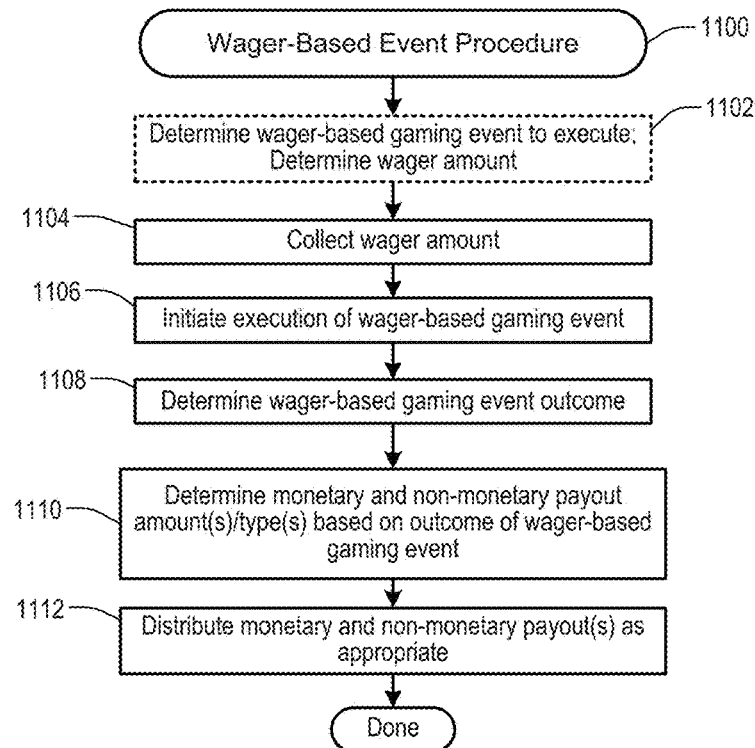 Wager-Based Event Procedure
1100
1102
Determine wager-based gaming event to execute;
Determine wager amount
1104
Collect wager amount
1106
Initiate execution of wager-based gaming event
1108
Determine wager-based gaming event outcome
1110
Determine monetary and non-monetary payout
amount(s)/type(s) based on outcome of wager-based
gaming event
1112
Distribute monetary and non-monetary payout(s) as
appropriate
Done